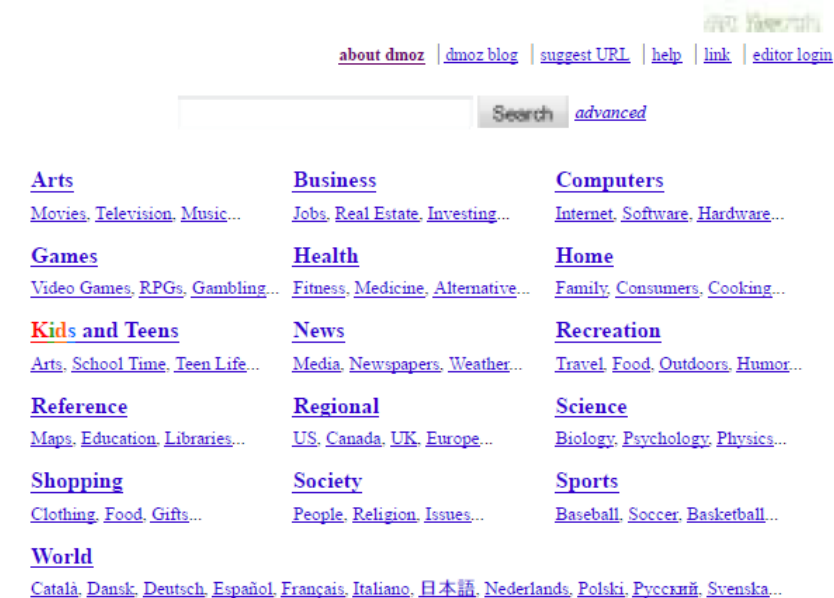 about dmoz | dmoz blog | suggest URL | help | link | editor login
Search advanced
Arts Business Computers
Movies, Television, Music... Jobs, Real Estate, Investing... Internet, Software, Hardware...
Games Health Home
Video Games, RPGs, Gambling... Fitness, Medicine, Alternative... Family, Consumers, Cooking...
Kids and Teens News Recreation
Arts, School Time, Teen Life... Media, Newspapers, Weather... Travel, Food, Outdoors, Humor...
Reference Regional Science
Maps, Education, Libraries... US, Canada, UK, Europe... Biology, Psychology, Physics...
Shopping Society Sports
Clothing, Food, Gifts... People, Religion, Issues... Baseball, Soccer, Basketball...
World
Català, Dansk, Deutsch, Español, Français, Italiano, 日本語, Nederlands, Polski, Русский, Svenska...